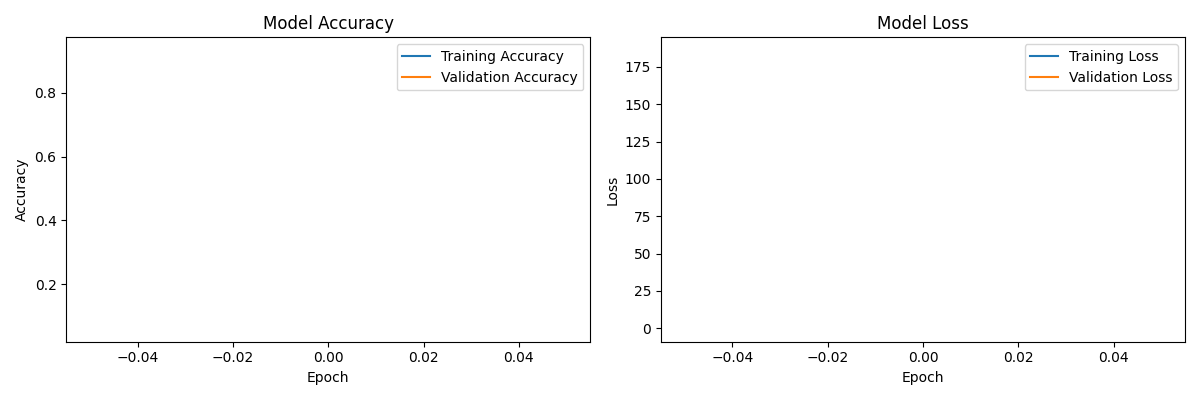 Model Accuracy
Training Accuracy
Validation Accuracy
0.8
0.6
0.4
0.2
Accuracy
−0.04 −0.02 0.00 0.02 0.04
Epoch
Model Loss
Training Loss
Validation Loss
175
150
125
100
75
50
25
0
Loss
−0.04 −0.02 0.00 0.02 0.04
Epoch